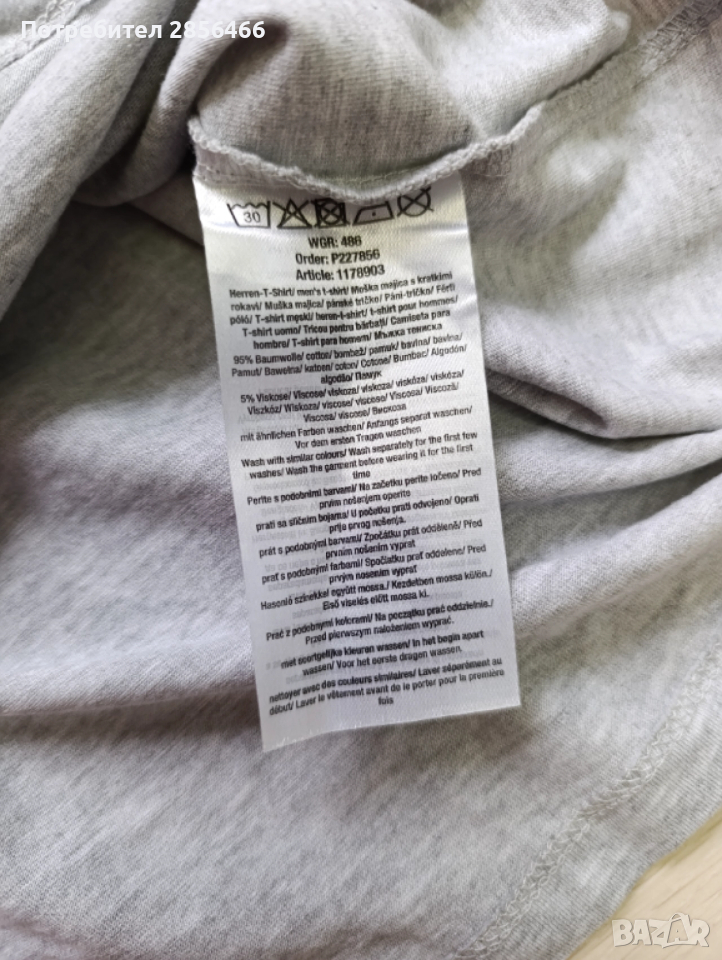 Потребител 2856466
30
WGR: 486
Order: P227856
Article: 1178903
Herren-T-Shirt/ men's t-shirt/ Moška majica s kratkimi
rokavi/ Muška majica/ pánské tričko/ Páni-tričko/ Férfi
póló/ T-shirt męski/ heren-t-shirt/ t-shirt pour hommes/
T-shirt uomo/ Tricou pentru bărbați/ Camiseta para
hombre/ T-shirt para homem/ Мъжка тениска
95% Baumwolle/ cotton/ bombež/ pamuk/ bavlna/ bavlna/
Pamut/ Bawełna/ katoen/ coton/ Cotone/ Bumbac/ Algodón/
algodão/ Памук
5% Viskose/ Viscose/ viskoza/ viskoza/ viskóza/ viskóza/
Viszkóz/ Wiskoza/ viscose/ viscose/ Viscosa/ Viscoză/
Viscosa/ viscose/ Вискоза
mit ähnlichen Farben waschen/ Anfangs separat waschen/
Vor dem ersten Tragen waschen
Wash with similar colours/ Wash separately for the first few
washes/ Wash the garment before wearing it for the first
time
Perite s podobnimi barvami/ Na začetku perite ločeno/ Pred
prvim nošenjem operite
prati sa sličnim bojama/ U početku prati odvojeno/ Oprati
prije prvog nošenja.
prát s podobnými barvami/ Zpočátku prát odděleně/ Před
prvním nošením vyprat
prať s podobnými farbami/ Spočiatku prať oddelene/ Pred
prvým nosením vyprať
Hasonló színekkel együtt mossa./ Kezdetben mossa külön./
Első viselés előtt mossa ki.
Prać z podobnymi kolorami/ Na początku prać oddzielnie./
Przed pierwszym nałożeniem wyprać.
met soortgelijke kleuren wassen/ In het begin apart
wassen/ Voor het eerste dragen wassen.
nettoyer avec des couleurs similaires/ Laver séparément au
début/ Laver le vêtement avant de le porter pour la première
fois
BAZAR